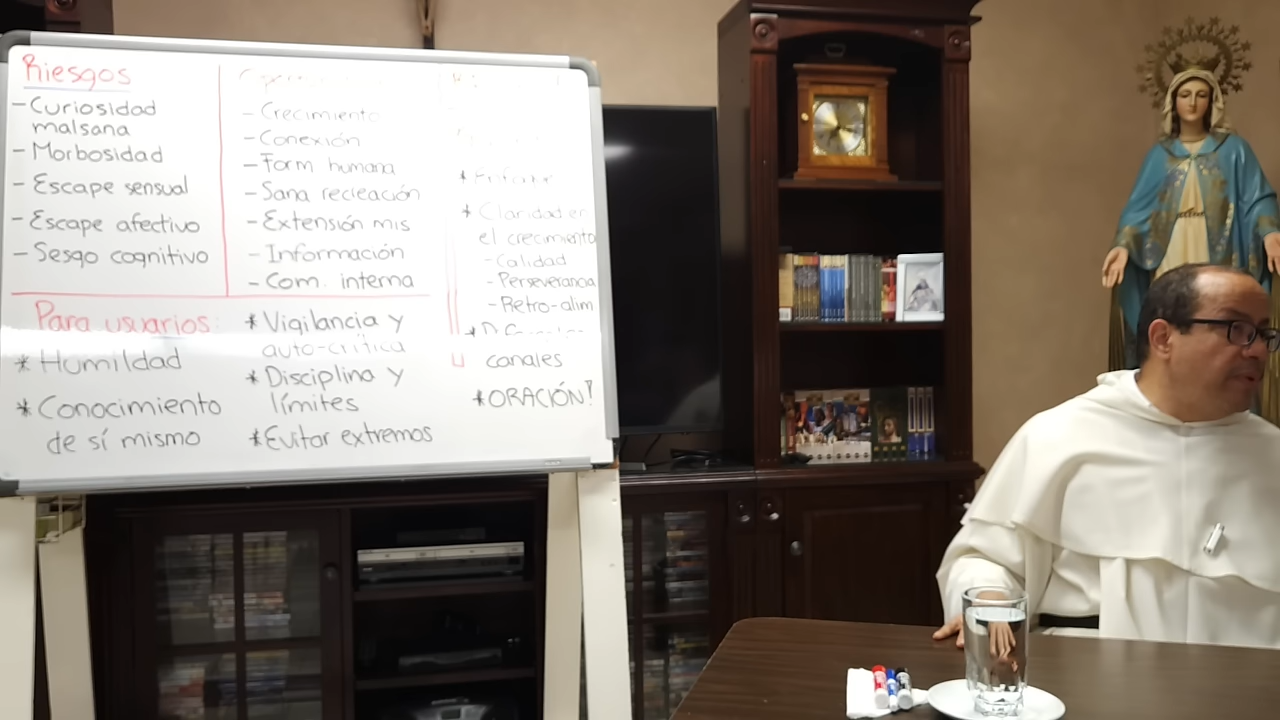 Riesgos
-Curiosidad
malsana
-Morbosidad
-Escape sensual
-Escape afectivo
-Sesgo cognitivo
-Crecimiento
-Conexión
-Form humana
-Sana recreación
-Extensión mis
-Información
-Com. interna
* Claridad en
el crecimiento
-Calidad
-Perseverancia
-Retro-alim
canales
*ORACIÓN!
Para usuarios:
* Humildad
* Conocimiento
de sí mismo
* Vigilancia y
auto-crítica
* Disciplina y
límites
* Evitar extremos